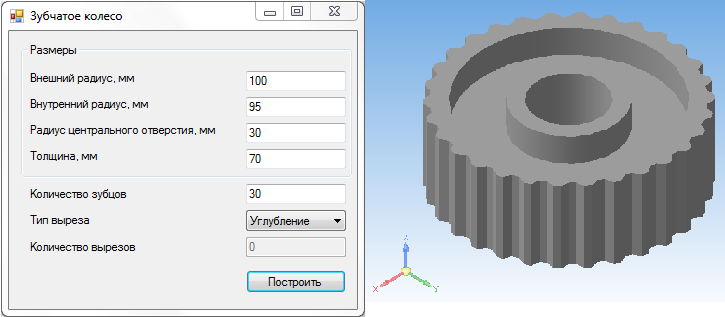 Зубчатое колесо
Размеры
Внешний радиус, мм 100
Внутренний радиус, мм 95
Радиус центрального отверстия, мм 30
Толщина, мм 70
Количество зубцов 30
Тип выреза Углубление
Количество вырезов 0
Построить
Z
X Y